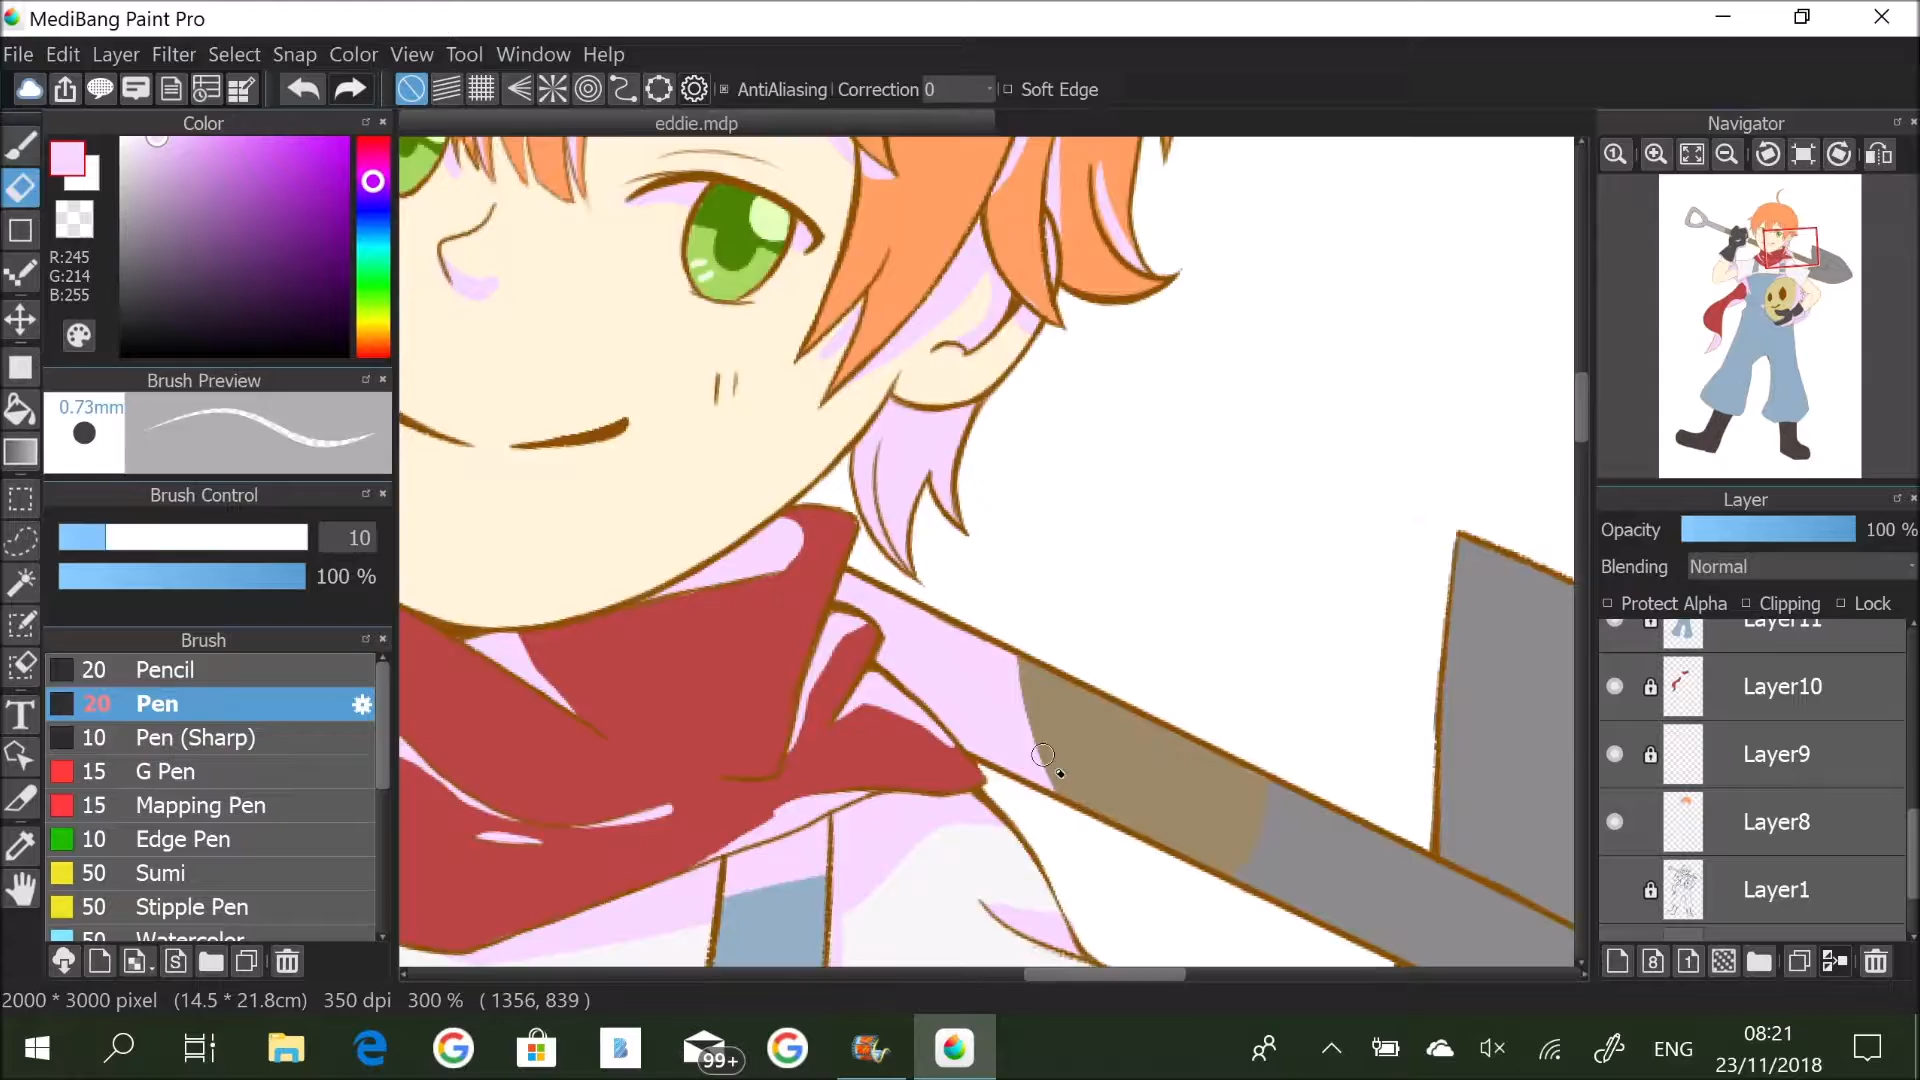 MediBang Paint Pro
File Edit Layer Filter Select Snap Color View Tool Window Help
AntiAliasing Correction 0 Soft Edge
Color
eddie.mdp
Navigator
R:245
G:214
B:255
Brush Preview
0.73mm
Brush Control
10
100 %
Brush
20 Pencil
20 Pen
10 Pen (Sharp)
15 G Pen
15 Mapping Pen
10 Edge Pen
50 Sumi
50 Stipple Pen
50 Watercolor
Layer
Opacity 100 %
Blending Normal
Protect Alpha Clipping Lock
Layer11
Layer10
Layer9
Layer8
Layer1
2000 * 3000 pixel (14.5 * 21.8cm) 350 dpi 300 % ( 1356, 839 )
99+
ENG
08:21
23/11/2018